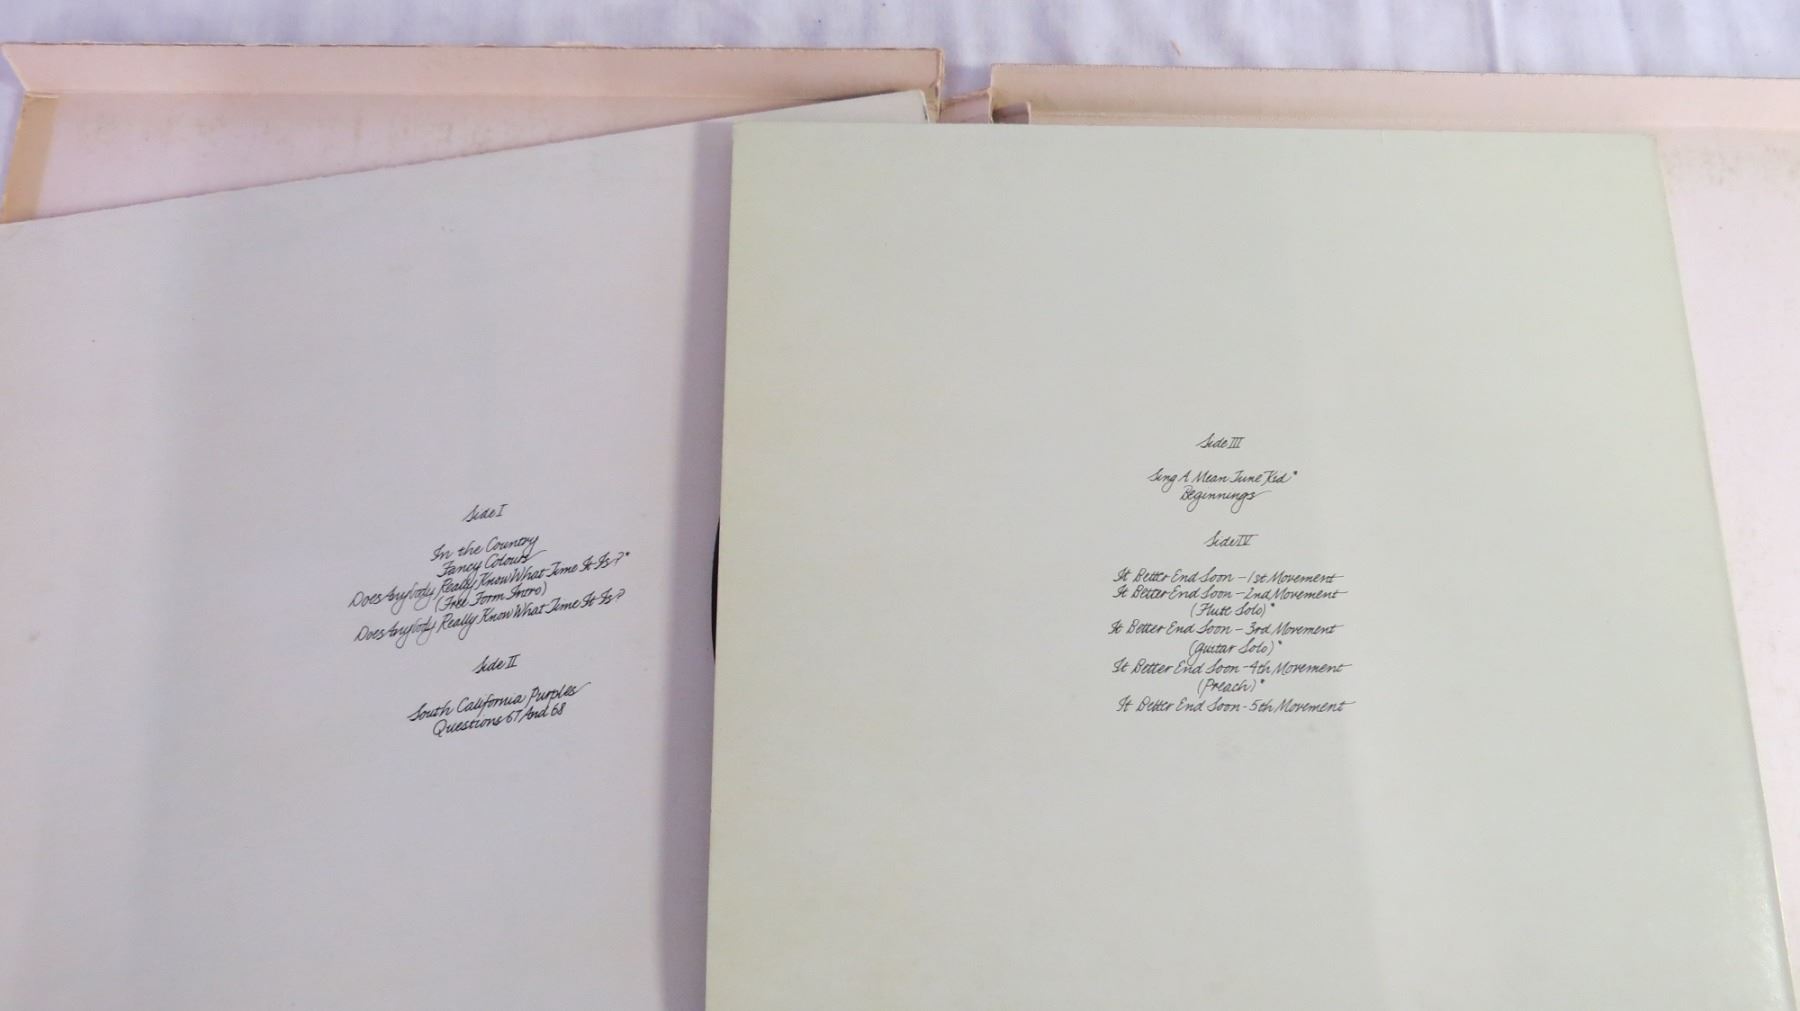 Side I
In the Country
Fancy Colours
Does Anybody Really Know What Time It Is?*
(Free Form Intro)
Does Anybody Really Know What Time It Is?
Side II
South California Purples
Questions 67 And 68
Side III
Sing A Mean Tune Kid*
Beginnings
Side IV
It Better End Soon - 1st Movement
It Better End Soon - 2nd Movement
(Flute Solo)*
It Better End Soon - 3rd Movement
(Guitar Solo)*
It Better End Soon - 4th Movement
(Preach)*
It Better End Soon - 5th Movement